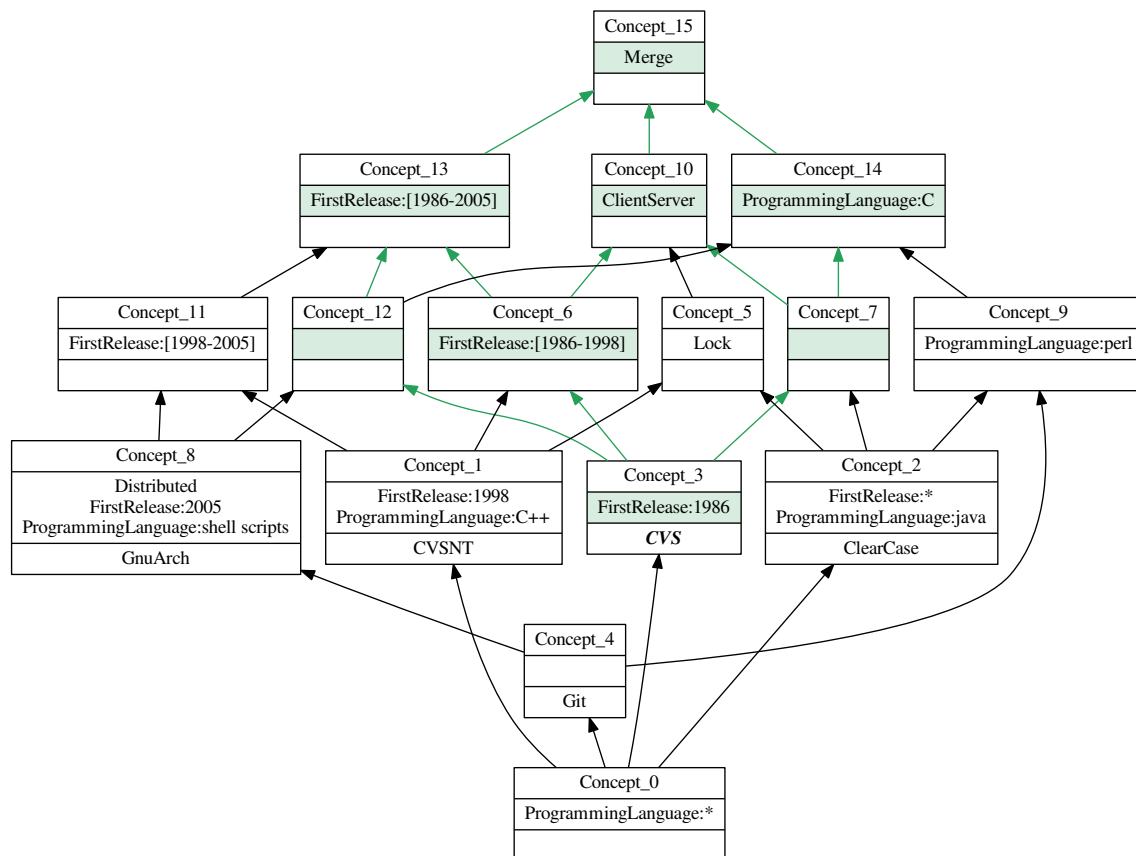 Concept_15
Merge
Concept_13
FirstRelease:[1986-2005]
Concept_10
ClientServer
Concept_14
ProgrammingLanguage:C
Concept_11
FirstRelease:[1998-2005]
Concept_12
Concept_6
FirstRelease:[1986-1998]
Concept_5
Lock
Concept_7
Concept_9
ProgrammingLanguage:perl
Concept_8
Distributed
FirstRelease:2005
ProgrammingLanguage:shell scripts
GnuArch
Concept_1
FirstRelease:1998
ProgrammingLanguage:C++
CVSNT
Concept_3
FirstRelease:1986
CVS
Concept_2
FirstRelease:*
ProgrammingLanguage:java
ClearCase
Concept_4
Git
Concept_0
ProgrammingLanguage:*